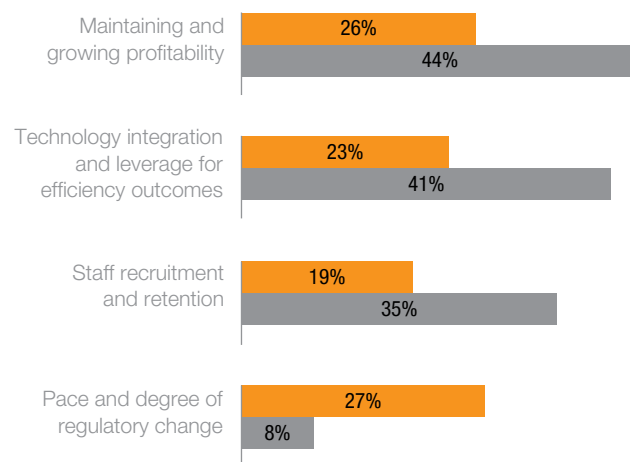 Maintaining and
growing profitability
26%
44%
Technology integration
and leverage for
efficiency outcomes
23%
41%
Staff recruitment
and retention
19%
35%
Pace and degree of
regulatory change
27%
8%